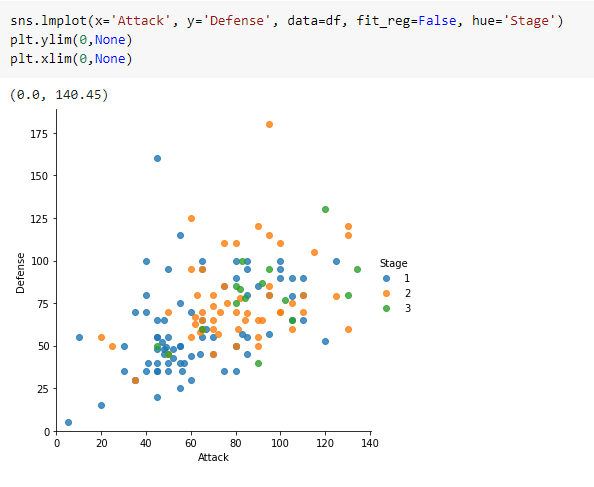 sns.lmplot(x='Attack', y='Defense', data=df, fit_reg=False, hue='Stage')
plt.ylim(0,None)
plt.xlim(0,None)
(0.0, 140.45)
175
150
125
100
75
50
25
0
Defense
0 20 40 60 80 100 120 140
Attack
Stage
1
2
3